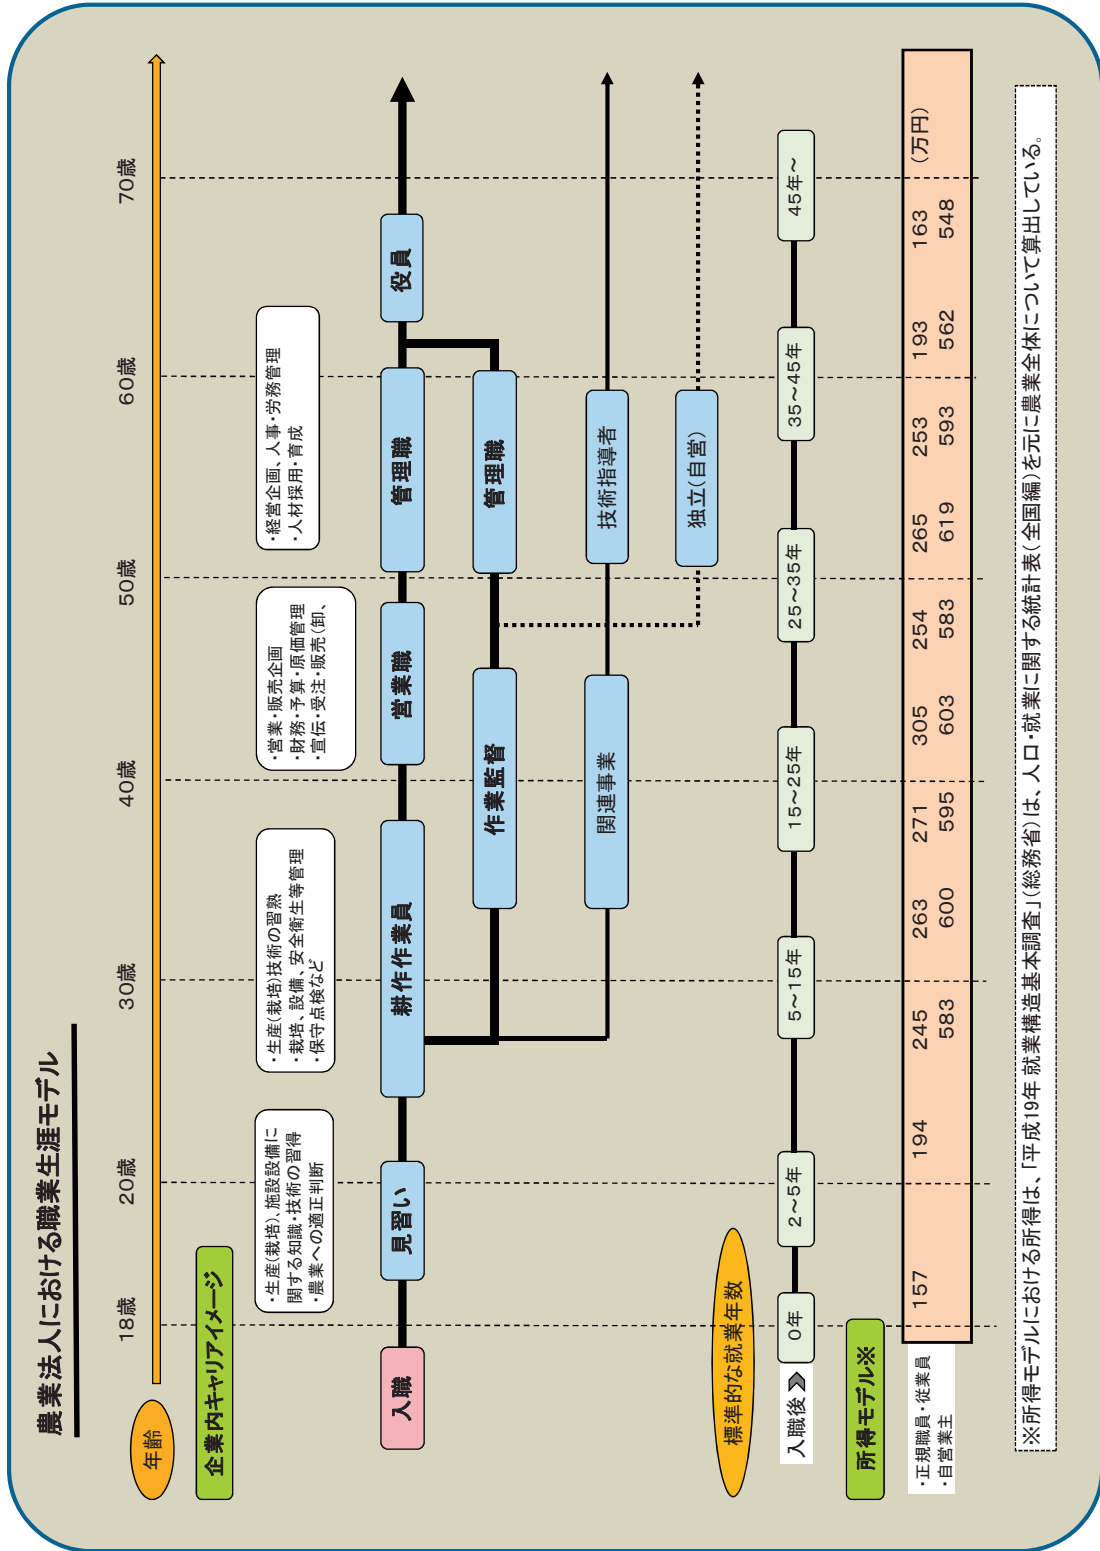 農業法人における職業生涯モデル
年齢
18歳
20歳
30歳
40歳
50歳
60歳
70歳
企業内キャリアイメージ
・生産(栽培)、施設設備に
関する知識・技術の習得
・農業への適正判断
・生産(栽培)技術の習熟
・栽培、設備、安全衛生等管理
・保守点検など
・営業・販売企画
・財務・予算・原価管理
・宣伝・受注・販売(卸、
・経営企画、人事・労務管理
・人材採用・育成
入職
見習い
耕作作業員
営業職
管理職
役員
作業監督
管理職
関連事業
技術指導者
独立(自営)
標準的な就業年数
入職後
0年
2～5年
5～15年
15～25年
25～35年
35～45年
45年～
所得モデル※
・正規職員・従業員
157 194 245 263 271 305 254 265 253 193 163 (万円)
・自営業主
583 600 595 603 583 619 593 562 548
※所得モデルにおける所得は、「平成19年 就業構造基本調査」(総務省)は、人口・就業に関する統計表(全国編)を元に農業全体について算出している。